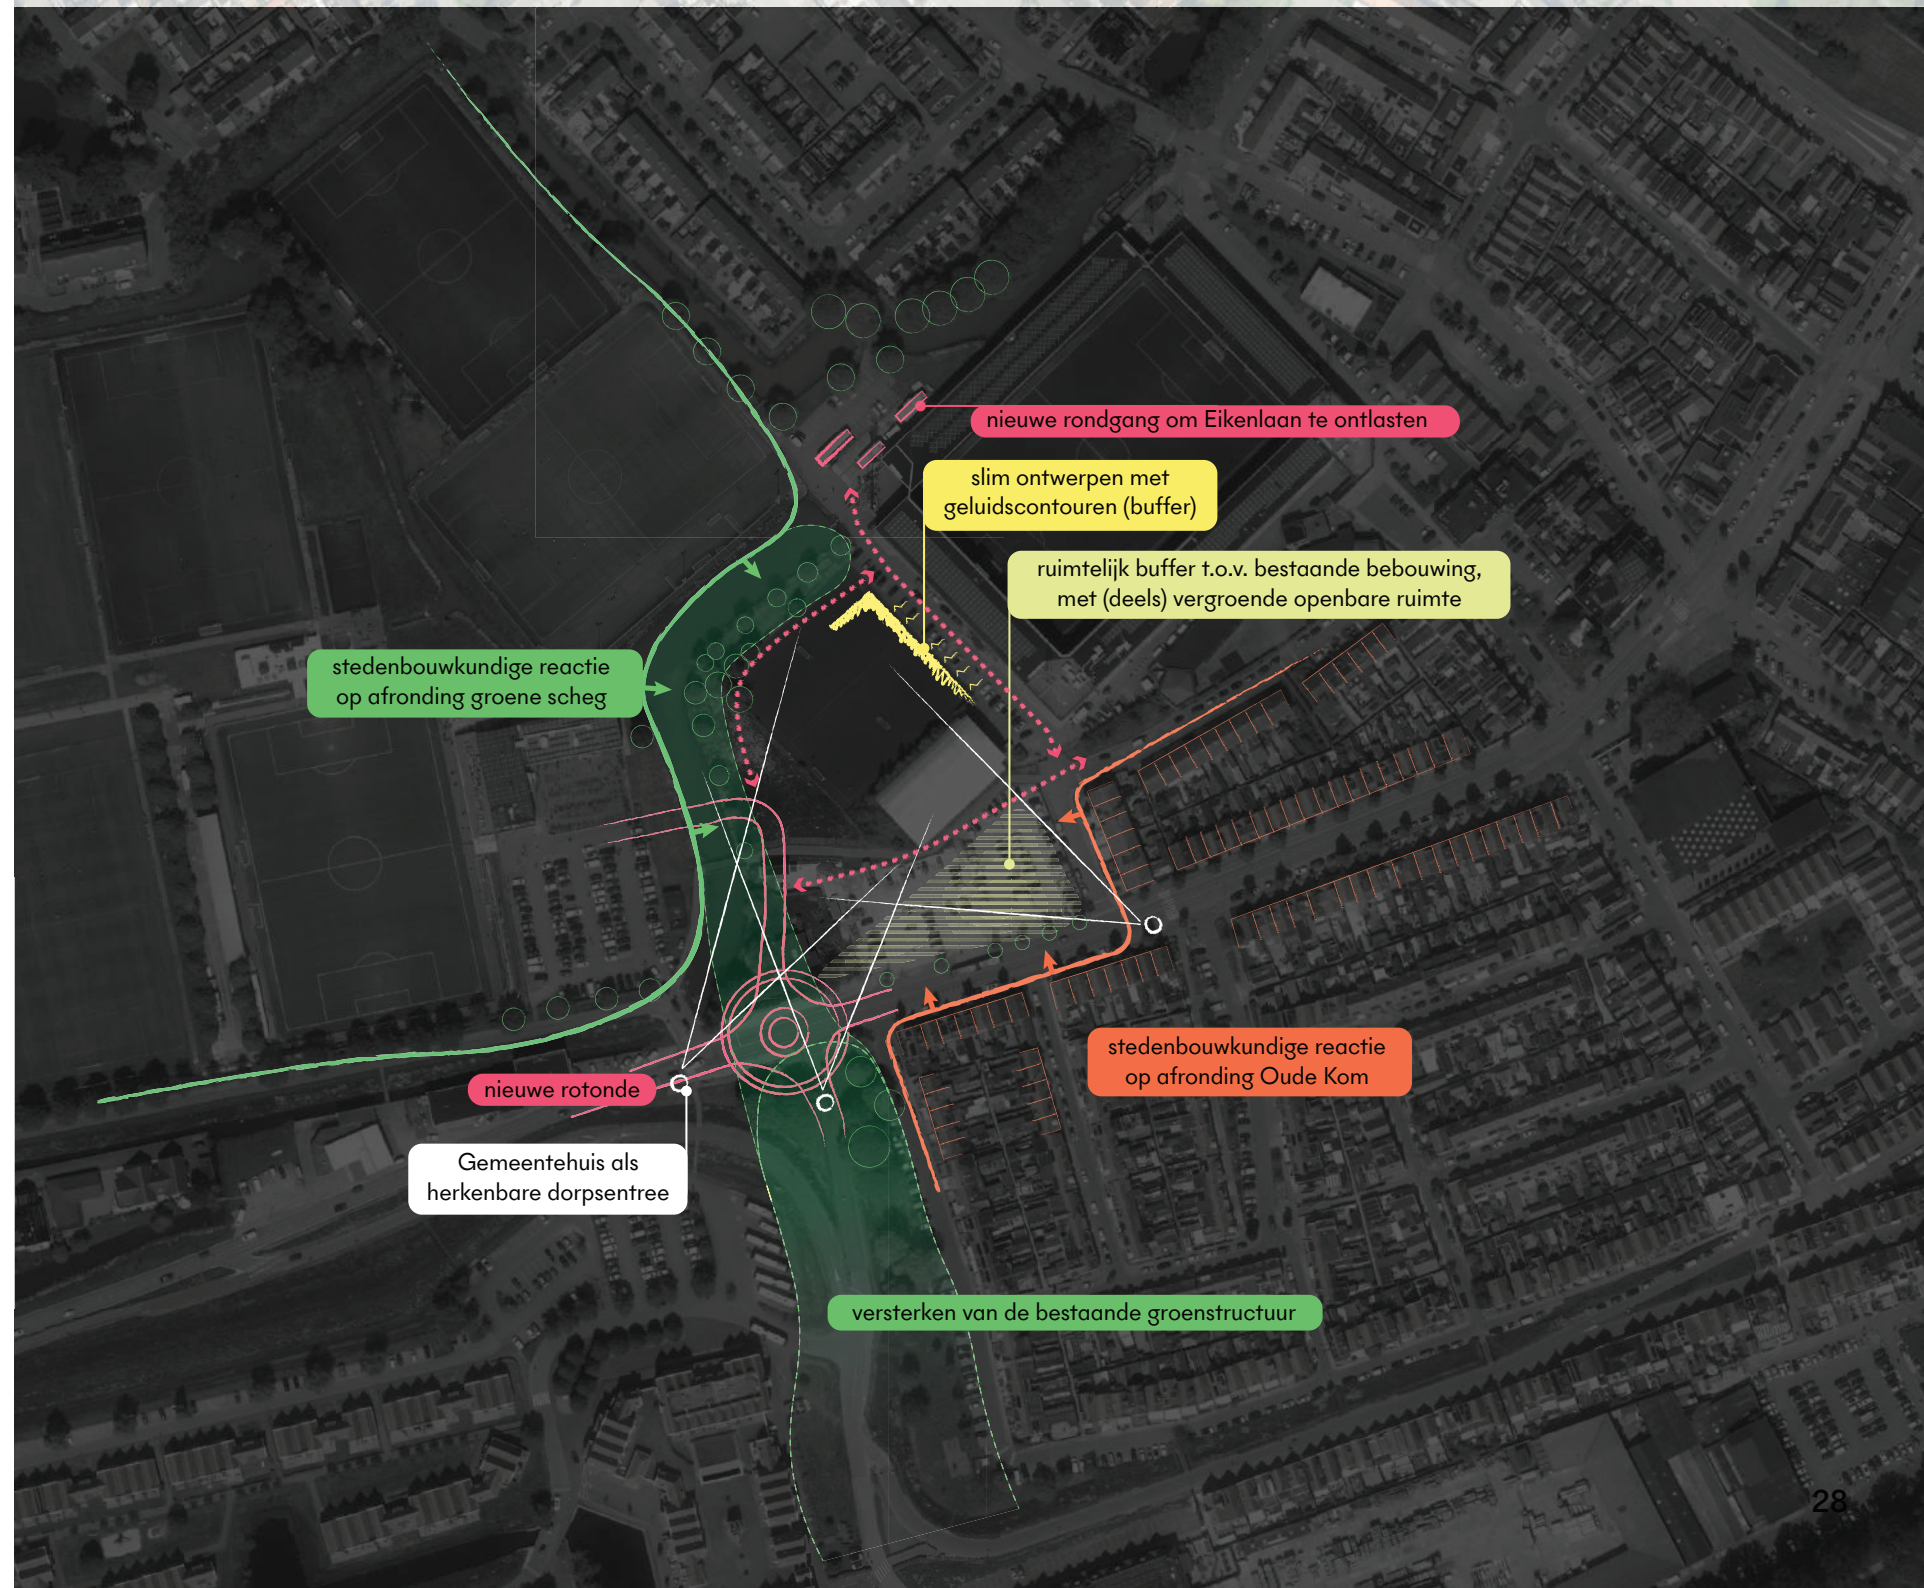 nieuwe rondgang om Eikenlaan te ontlasten
slim ontwerpen met
geluidscontouren (buffer)
ruimtelijk buffer t.o.v. bestaande bebouwing,
met (deels) vergroende openbare ruimte
stedenbouwkundige reactie
op afronding groene scheg
stedenbouwkundige reactie
op afronding Oude Kom
nieuwe rotonde
Gemeentehuis als
herkenbare dorpsentree
versterken van de bestaande groenstructuur
28